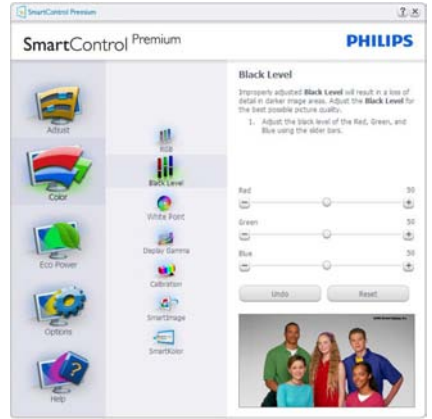 SmartControl Premium
SmartControl Premium
PHILIPS
Adjust
Color
Eco Power
Options
Help
RGB
Black Level
White Point
Display Gamma
Calibration
SmartImage
SmartKolor
Black Level
Improperly adjusted Black Level will result in a loss of
detail in darker image areas. Adjust the Black Level for
the best possible picture quality.
1. Adjust the black level of the Red, Green, and
Blue using the slider bars.
Red 50
Green 50
Blue 50
Undo Reset